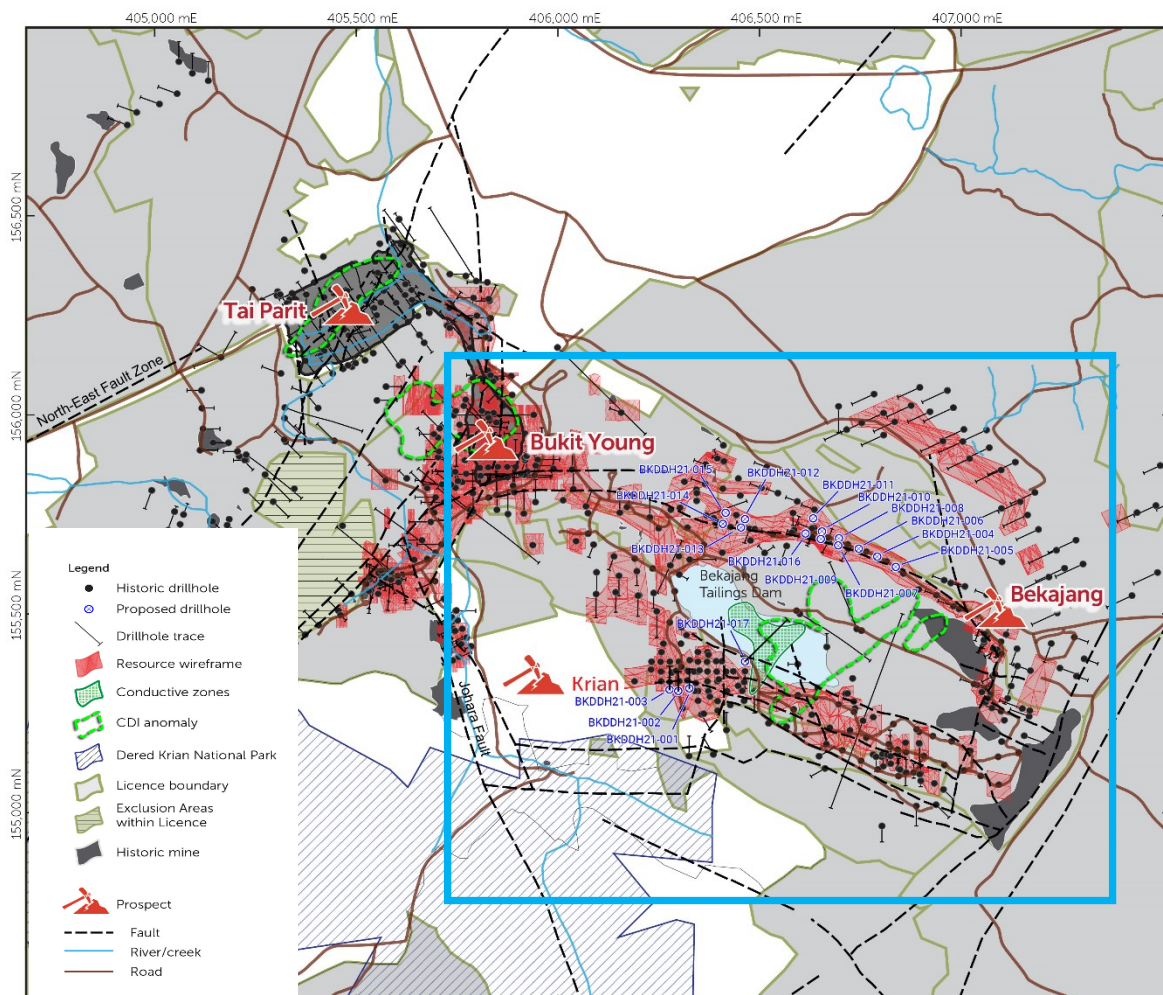 405,000 mE
405,500 mE
406,000 mE
406,500 mE
407,000 mE
156,500 mN
156,000 mN
155,500 mN
155,000 mN
Tai Parit
North-East Fault Zone
Bukit Young
BKDDH21-015
BKDDH21-012
BKDDH21-014
BKDDH21-011
BKDDH21-010
BKDDH21-008
BKDDH21-006
BKDDH21-004
BKDDH21-013
BKDDH21-005
BKDDH21-016
BKDDH21-009
BKDDH21-007
Bekajang
Tailings Dam
Bekajang
BKDDH21-017
Krian
BKDDH21-003
BKDDH21-002
BKDDH21-001
Johara Fault
Legend
Historic drillhole
Proposed drillhole
Drillhole trace
Resource wireframe
Conductive zones
CDI anomaly
Dered Krian National Park
Licence boundary
Exclusion Areas
within Licence
Historic mine
Prospect
Fault
River/creek
Road